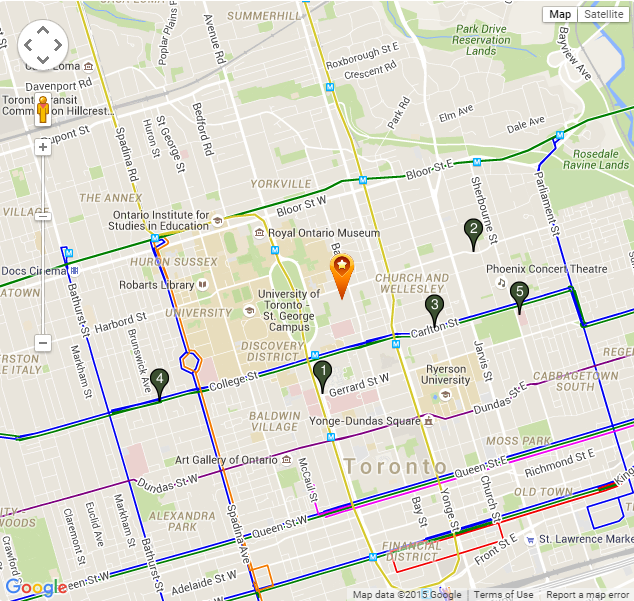 SUMMERHILL
Map
Satellite
Park Drive
Reservation
Lands
Bayview Ave
Poplar Plains
Avenue Rd
Roxborough St E
Crescent Rd
Loma
Davenport Rd
Toronto Transit
Commission Hillcrest...
Dupont St
Spadina Rd
Huron St
St George St
Bedford Rd
Park Rd
Elm Ave
Dale Ave
Rosedale
Ravine Lands
Bloor St E
YORKVILLE
THE ANNEX
Bloor St W
Sherbourne St
Parliament St
VILLAGE
Ontario Institute for
Studies in Education
Royal Ontario Museum
2
Docs Cinema
HURON SUSSEX
Ba
Phoenix Concert Theatre
Robarts Library
CHURCH AND
WELLESLEY
5
University of
Toronto -
St. George
Campus
UNIVERSITY
3
Bathurst St
Harbord St
Carlton St
Markham St
Brunswick Ave
DISCOVERY
DISTRICT
Jarvis St
1
Ryerson
University
CABBAGETOWN
SOUTH
4
College St
Gerrard St W
Dundas St E
BALDWIN
VILLAGE
Yonge-Dundas Square
MOSS PARK
Art Gallery of Ontario
Toronto
Queen St E
Richmond St E
McCaul St
Dundas St W
OLD TOWN
King
ALEXANDRA
PARK
Bay St
Yonge St
Church St
Spadina Ave
Queen St W
Crawford
Claremont St
Euclid Ave
Markham St
Bathurst St
FINANCIAL
DISTRICT
Front St E
St. Lawrence Marke
Queen St W
Adelaide St W
Google
Map data ©2015 Google
Terms of Use
Report a map error